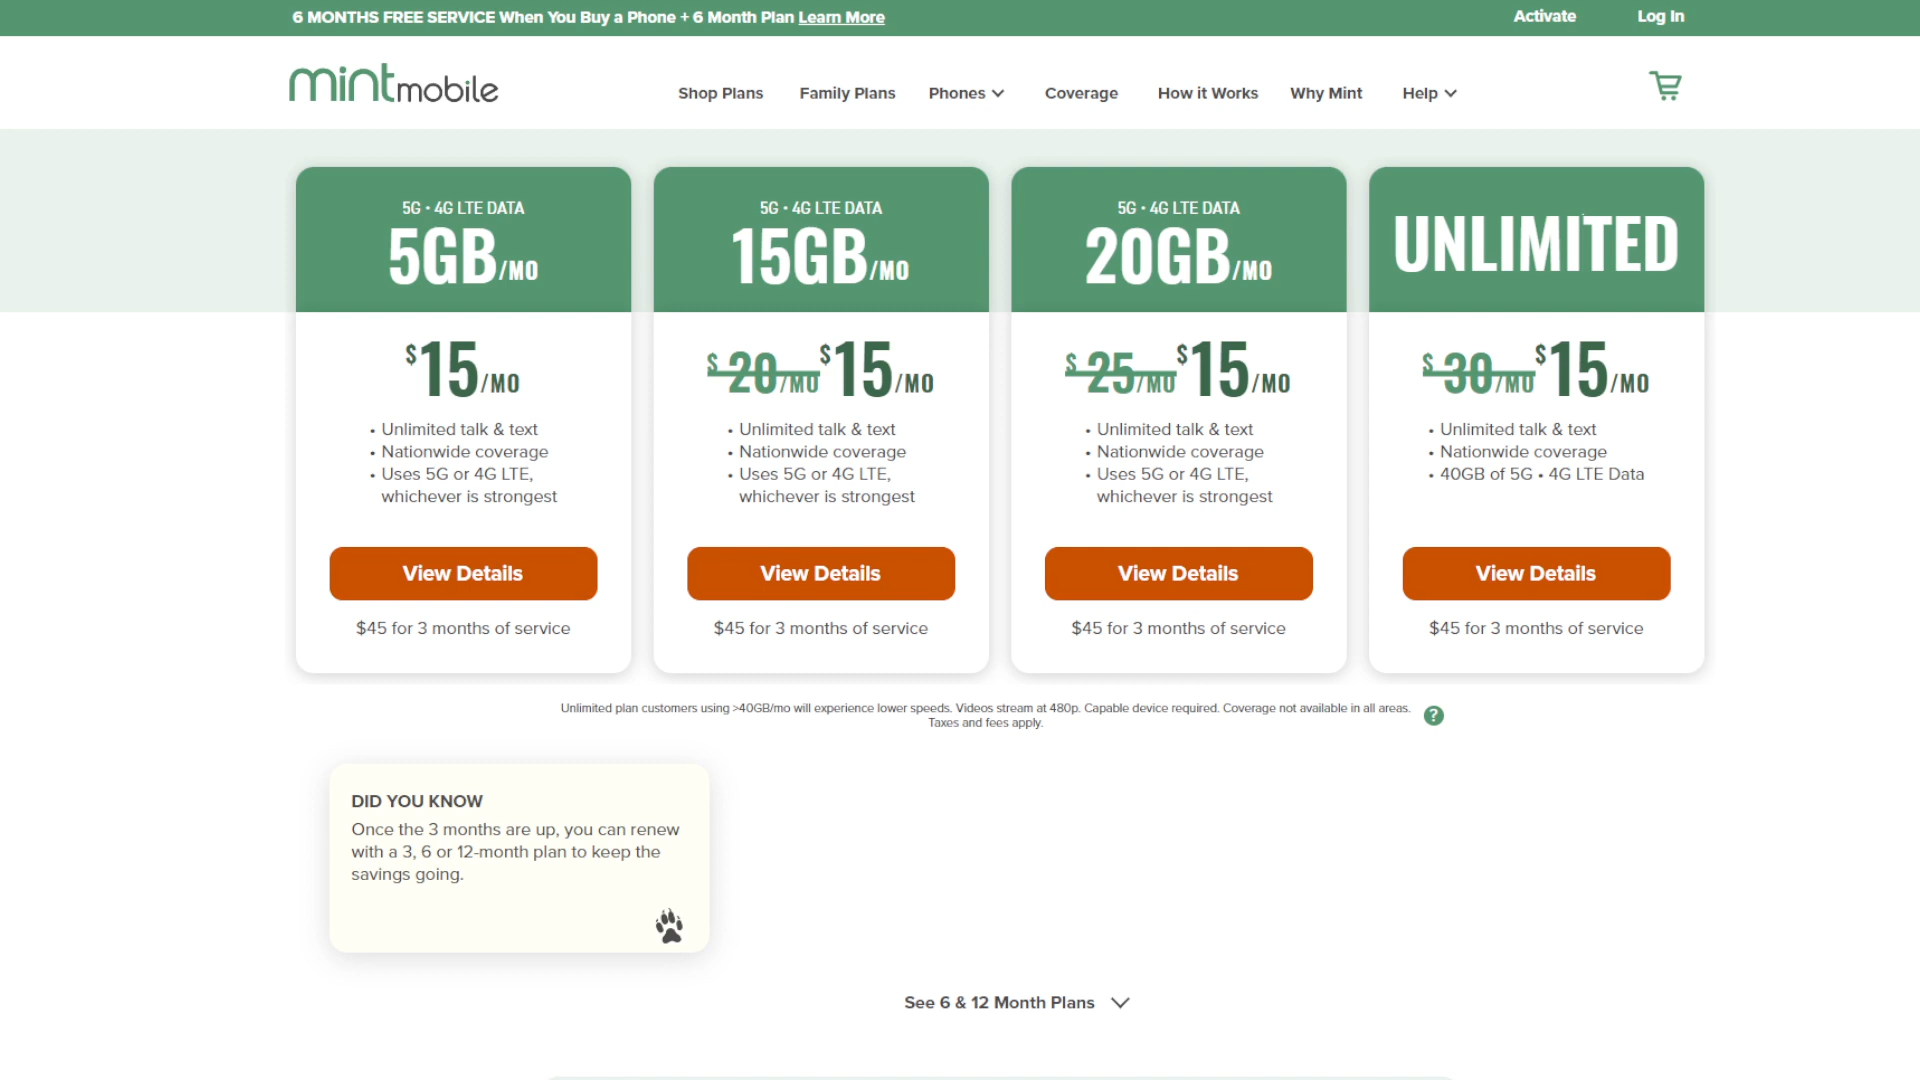 6 MONTHS FREE SERVICE When You Buy a Phone + 6 Month Plan Learn More
Activate
Log In
mint mobile
Shop Plans
Family Plans
Phones
Coverage
How it Works
Why Mint
Help
5G • 4G LTE DATA
5GB/MO
$15/MO
• Unlimited talk & text
• Nationwide coverage
• Uses 5G or 4G LTE,
whichever is strongest
View Details
$45 for 3 months of service
5G • 4G LTE DATA
15GB/MO
$20/MO $15/MO
• Unlimited talk & text
• Nationwide coverage
• Uses 5G or 4G LTE,
whichever is strongest
View Details
$45 for 3 months of service
5G • 4G LTE DATA
20GB/MO
$25/MO $15/MO
• Unlimited talk & text
• Nationwide coverage
• Uses 5G or 4G LTE,
whichever is strongest
View Details
$45 for 3 months of service
UNLIMITED
$30/MO $15/MO
• Unlimited talk & text
• Nationwide coverage
• 40GB of 5G • 4G LTE Data
View Details
$45 for 3 months of service
Unlimited plan customers using >40GB/mo will experience lower speeds. Videos stream at 480p. Capable device required. Coverage not available in all areas.
Taxes and fees apply.
?
DID YOU KNOW
Once the 3 months are up, you can renew
with a 3, 6 or 12-month plan to keep the
savings going.
See 6 & 12 Month Plans